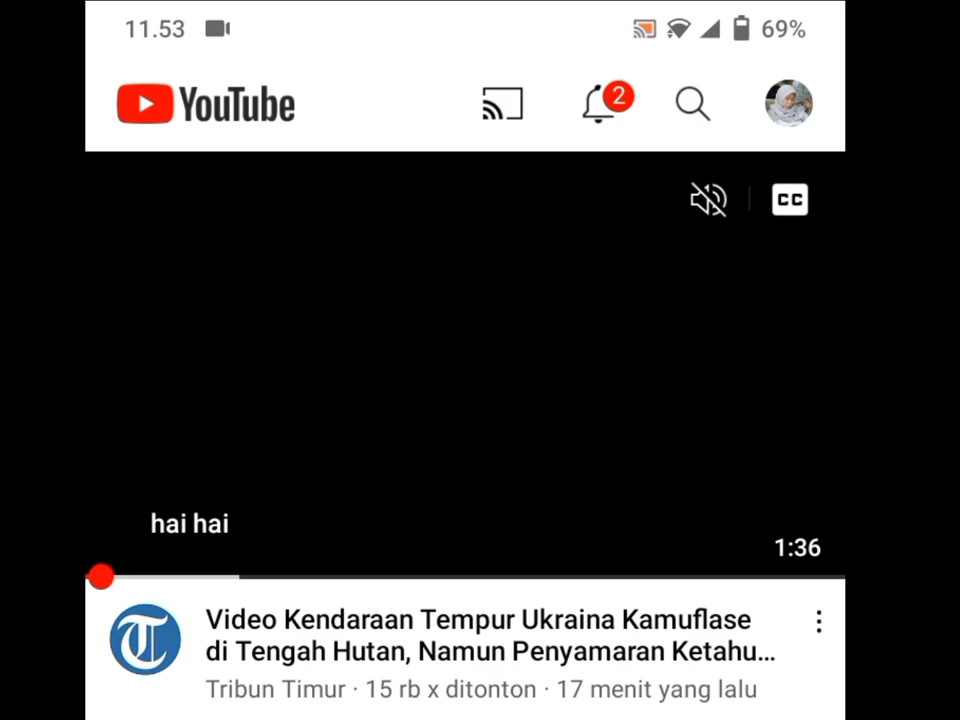 11.53 69%
YouTube 2
CC
hai hai
1:36
Video Kendaraan Tempur Ukraina Kamuflase
di Tengah Hutan, Namun Penyamaran Ketahu...
Tribun Timur · 15 rb x ditonton · 17 menit yang lalu